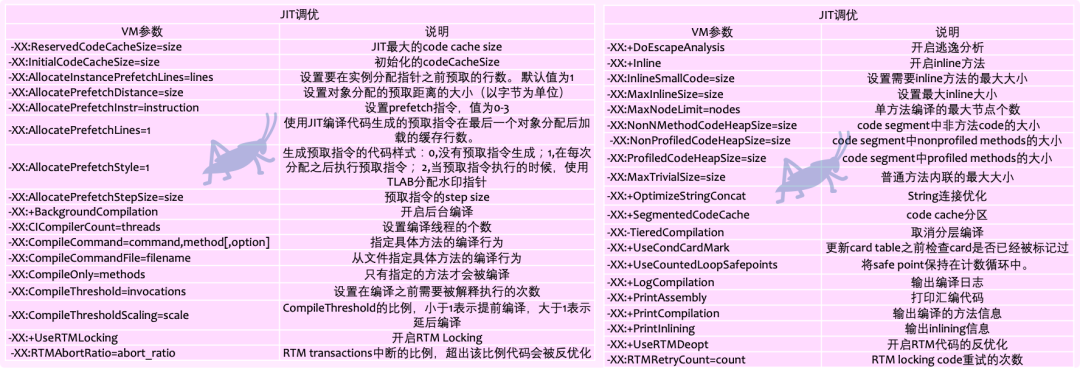 JIT调优
VM参数 说明
-XX:ReservedCodeCacheSize=size JIT最大的code cache size
-XX:InitialCodeCacheSize=size 初始化的codeCacheSize
-XX:AllocateInstancePrefetchLines=lines 设置要在实例分配指针之前预取的行数。 默认值为1
-XX:AllocatePrefetchDistance=size 设置对象分配的预取距离的大小（以字节为单位）
-XX:AllocatePrefetchInstr=instruction 设置prefetch指令，值为0-3
-XX:AllocatePrefetchLines=1 使用JIT编译代码生成的预取指令在最后一个对象分配后加
载的缓存行数。
-XX:AllocatePrefetchStyle=1 生成预取指令的代码样式：0,没有预取指令生成；1,在每次
分配之后执行预取指令； 2,当预取指令执行的时候，使用
TLAB分配水印指针
-XX:AllocatePrefetchStepSize=size 预取指令的step size
-XX:+BackgroundCompilation 开启后台编译
-XX:CICompilerCount=threads 设置编译线程的个数
-XX:CompileCommand=command,method[,option] 指定具体方法的编译行为
-XX:CompileCommandFile=filename 从文件指定具体方法的编译行为
-XX:CompileOnly=methods 只有指定的方法才会被编译
-XX:CompileThreshold=invocations 设置在编译之前需要被解释执行的次数
-XX:CompileThresholdScaling=scale CompileThreshold的比例，小于1表示提前编译，大于1表示
延后编译
-XX:+UseRTMLocking 开启RTM Locking
-XX:RTMAbortRatio=abort_ratio RTM transactions中断的比例，超出该比例代码会被反优化
JIT调优
VM参数 说明
-XX:+DoEscapeAnalysis 开启逃逸分析
-XX:+Inline 开启inline方法
-XX:InlineSmallCode=size 设置需要inline方法的最大大小
-XX:MaxInlineSize=size 设置最大inline大小
-XX:MaxNodeLimit=nodes 单方法编译的最大节点个数
-XX:NonNMethodCodeHeapSize=size code segment中非方法code的大小
-XX:NonProfiledCodeHeapSize=size code segment中nonprofiled methods的大小
-XX:ProfiledCodeHeapSize=size code segment中profiled methods的大小
-XX:MaxTrivialSize=size 普通方法内联的最大大小
-XX:+OptimizeStringConcat String连接优化
-XX:+SegmentedCodeCache code cache分区
-XX:-TieredCompilation 取消分层编译
-XX:+UseCondCardMark 更新card table之前检查card是否已经被标记过
-XX:+UseCountedLoopSafepoints 将safe point保持在计数循环中。
-XX:+LogCompilation 输出编译日志
-XX:+PrintAssembly 打印汇编代码
-XX:+PrintCompilation 输出编译的方法信息
-XX:+PrintInlining 输出inlining信息
-XX:+UseRTMDeopt 开启RTM代码的反优化
-XX:RTMRetryCount=count RTM locking code重试的次数